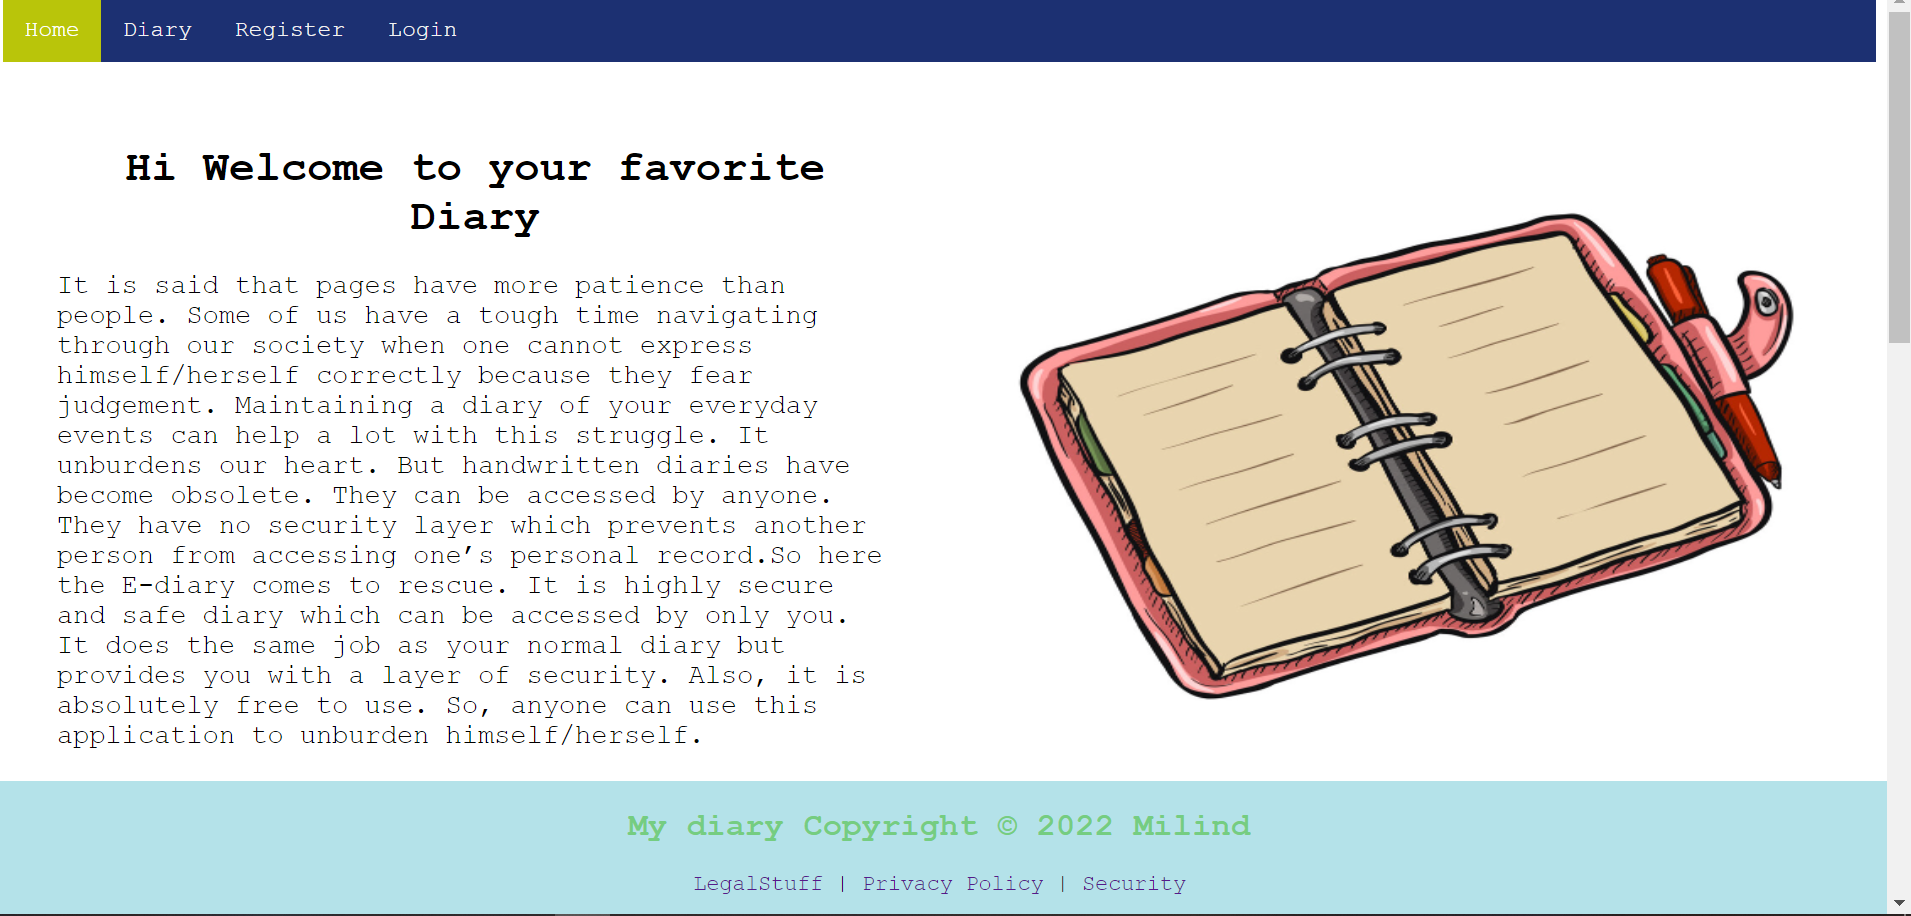 Home Diary Register Login
Hi Welcome to your favorite
Diary
It is said that pages have more patience than
people. Some of us have a tough time navigating
through our society when one cannot express
himself/herself correctly because they fear
judgement. Maintaining a diary of your everyday
events can help a lot with this struggle. It
unburdens our heart. But handwritten diaries have
become obsolete. They can be accessed by anyone.
They have no security layer which prevents another
person from accessing one’s personal record.So here
the E-diary comes to rescue. It is highly secure
and safe diary which can be accessed by only you.
It does the same job as your normal diary but
provides you with a layer of security. Also, it is
absolutely free to use. So, anyone can use this
application to unburden himself/herself.
My diary Copyright © 2022 Milind
LegalStuff | Privacy Policy | Security